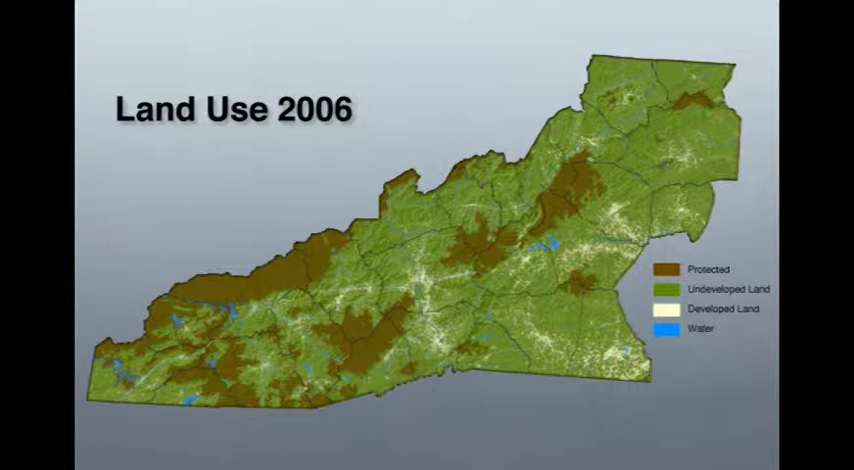 Land Use 2006
Protected
Undeveloped Land
Developed Land
Water